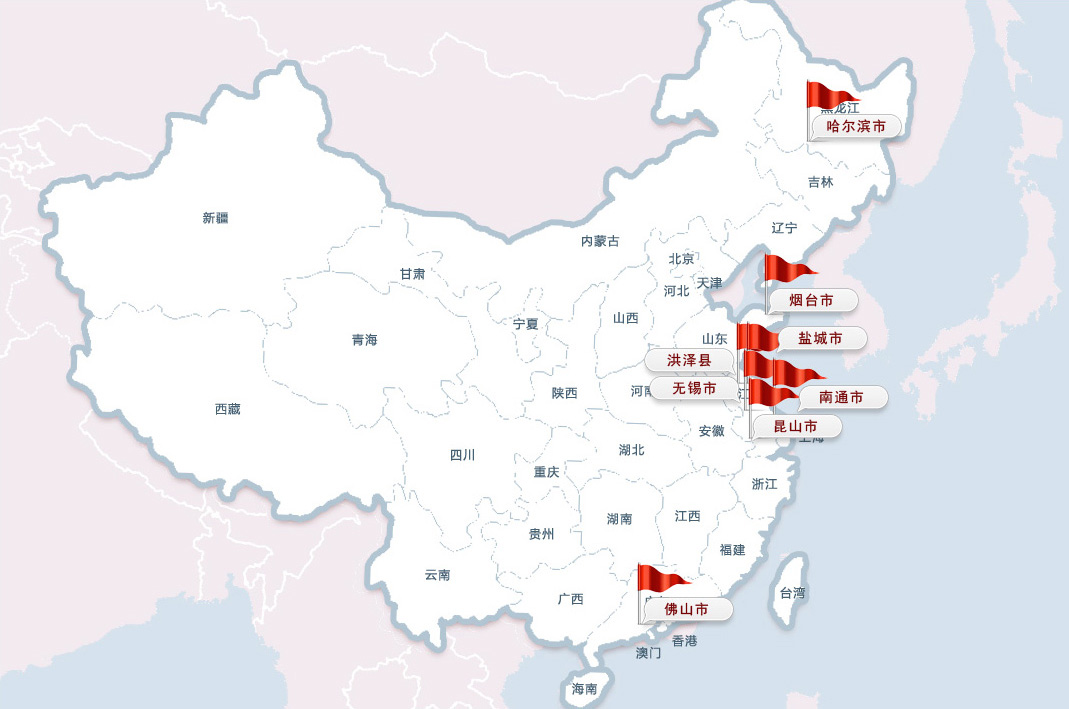 黑龙江
哈尔滨市
吉林
新疆
辽宁
内蒙古
北京
甘肃
天津
河北
烟台市
山西
宁夏
山东
盐城市
青海
洪泽县
无锡市
陕西
南通市
西藏
昆山市
安徽
上海
湖北
四川
重庆
浙江
江西
湖南
贵州
福建
云南
台湾
广西
佛山市
香港
澳门
海南